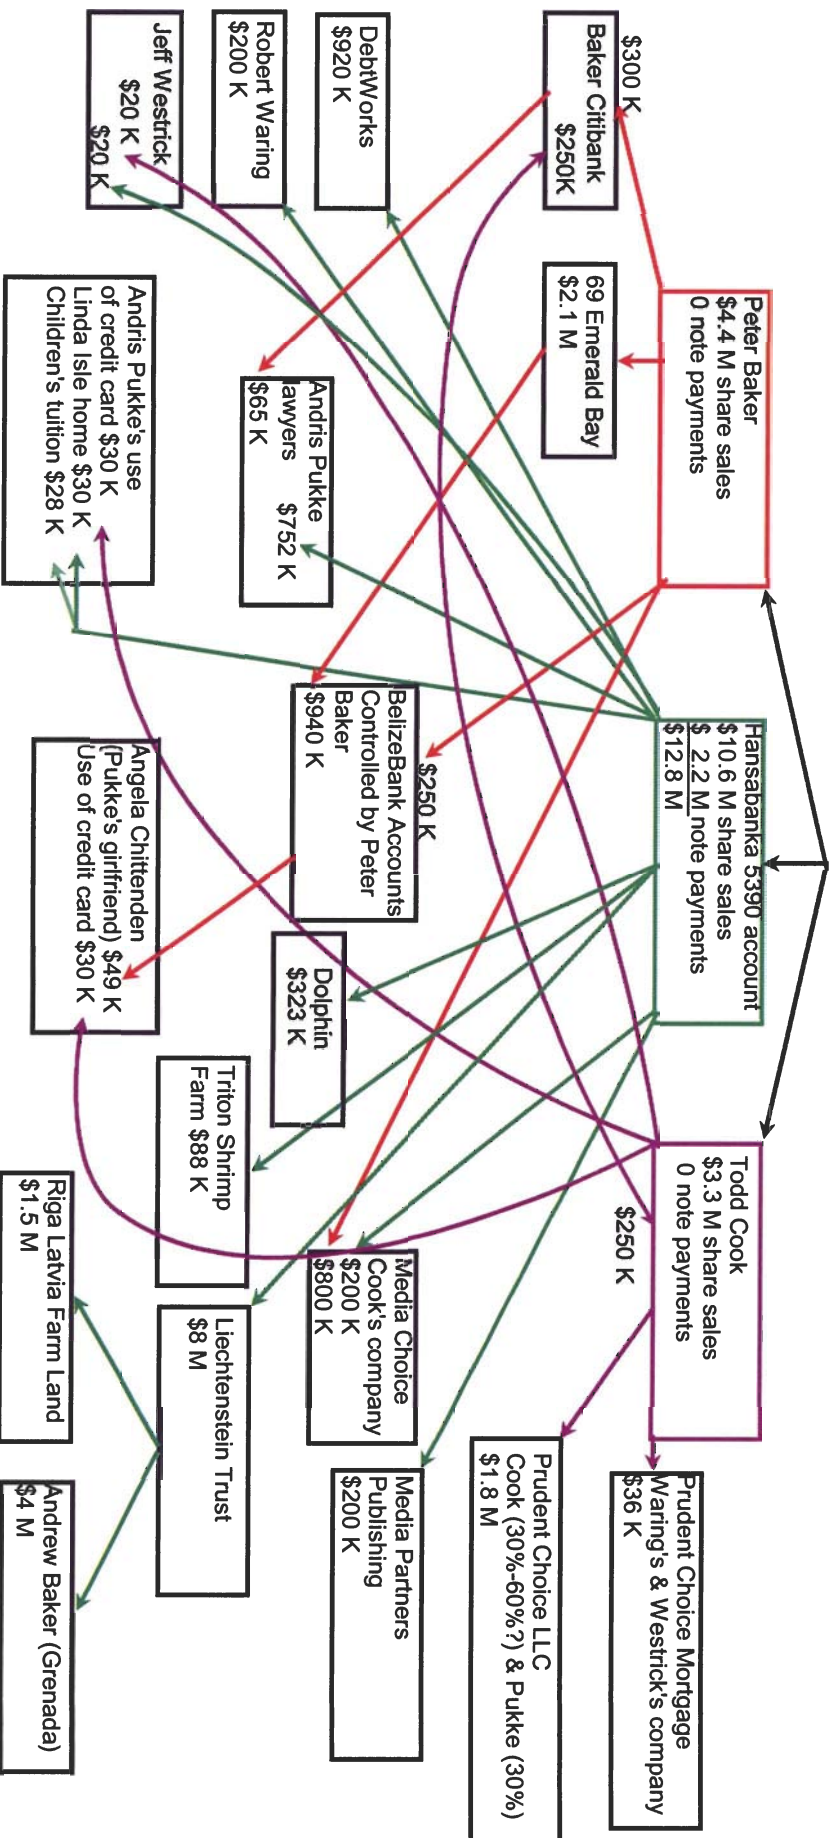 Peter Baker
$4.4 M share sales
0 note payments
Hansabanka 5390 account
$10.6 M share sales
$ 2.2 M note payments
$12.8 M
Todd Cook
$3.3 M share sales
0 note payments
$300 K
Baker Citibank
$250K
69 Emerald Bay
$2.1 M
$250 K
Prudent Choice Mortgage
Waring's & Westrick's company
$36 K
Prudent Choice LLC
Cook (30%-60%?) & Pukke (30%)
$1.8 M
DebtWorks
$920 K
Robert Waring
$200 K
Jeff Westrick
$20 K
$20 K
Andris Pukke
lawyers $752 K
$65 K
$250 K
BelizeBank Accounts
Controlled by Peter
Baker
$940 K
Dolphin
$323 K
Media Choice
Cook's company
$200 K
$800 K
Media Partners
Publishing
$200 K
Andris Pukke's use
of credit card $30 K
Linda Isle home $30 K
Children's tuition $28 K
Angela Chittenden
(Pukke's girlfriend) $49 K
Use of credit card $30 K
Triton Shrimp
Farm $88 K
Liechtenstein Trust
$8 M
Riga Latvia Farm Land
$1.5 M
Andrew Baker (Grenada)
$4 M